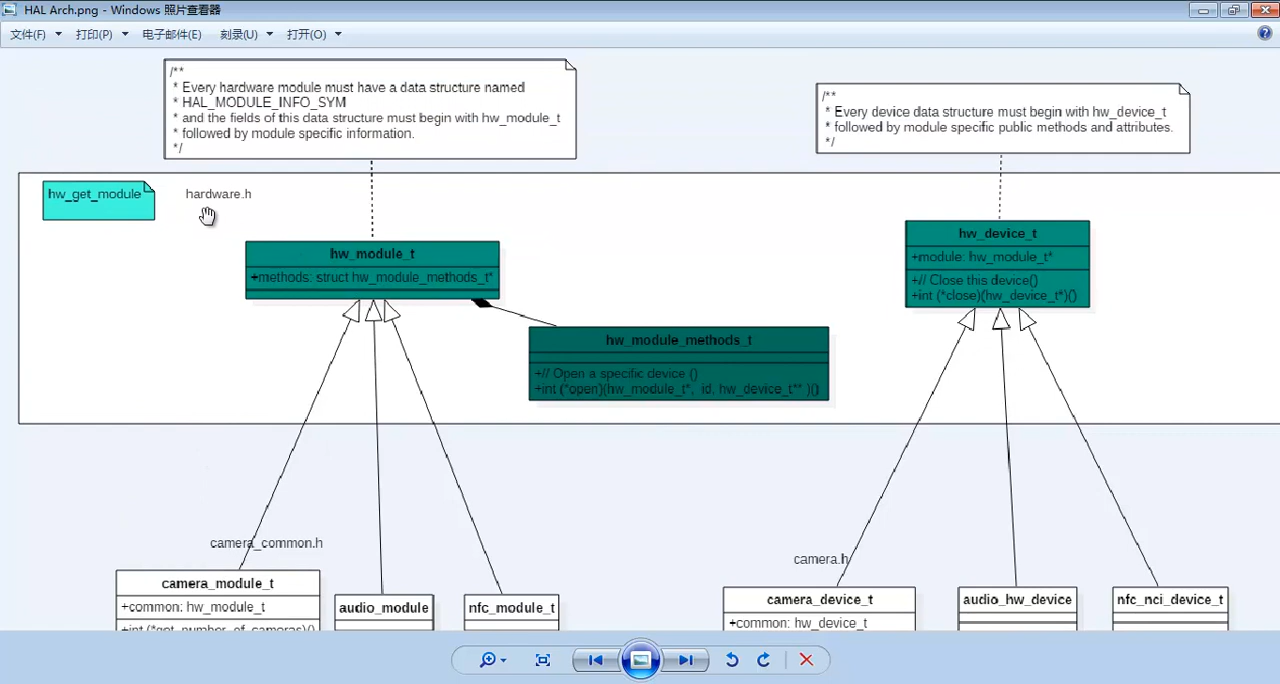 HAL Arch.png - Windows 照片查看器
文件(F) 打印(P) 电子邮件(E) 刻录(U) 打开(O)
/**
* Every hardware module must have a data structure named
* HAL_MODULE_INFO_SYM
* and the fields of this data structure must begin with hw_module_t
* followed by module specific information.
*/
/**
* Every device data structure must begin with hw_device_t
* followed by module specific public methods and attributes.
*/
hw_get_module
hardware.h
hw_module_t
+methods: struct hw_module_methods_t*
hw_device_t
+module: hw_module_t*
+// Close this device()
+int (*close)(hw_device_t*)()
hw_module_methods_t
+// Open a specific device ()
+int (*open)(hw_module_t*, id, hw_device_t** )()
camera_common.h
camera.h
camera_module_t
+common: hw_module_t
+int (*get_number_of_cameras)()
audio_module
nfc_module_t
camera_device_t
+common: hw_device_t
audio_hw_device
nfc_nci_device_t